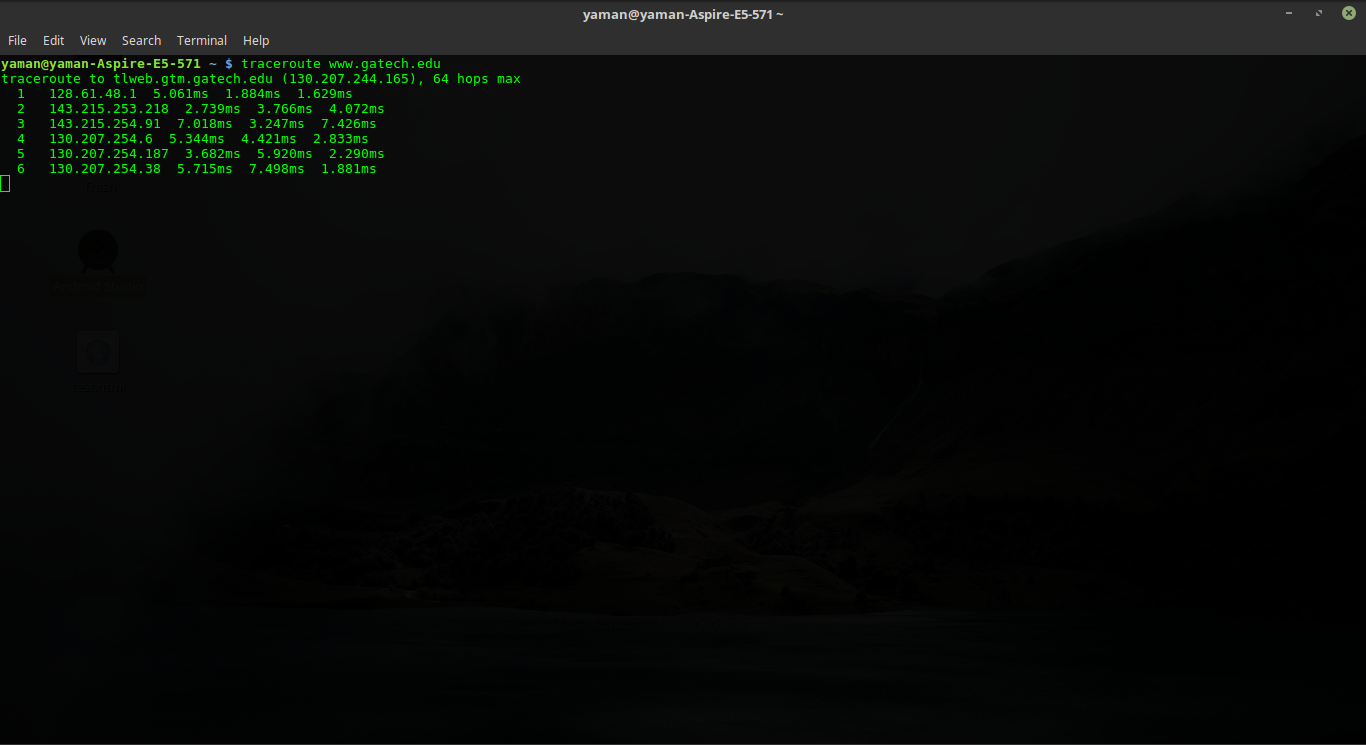 yaman@yaman-Aspire-E5-571 ~
File Edit View Search Terminal Help
yaman@yaman-Aspire-E5-571 ~ $ traceroute www.gatech.edu
traceroute to tlweb.gtm.gatech.edu (130.207.244.165), 64 hops max
1 128.61.48.1 5.061ms 1.884ms 1.629ms
2 143.215.253.218 2.739ms 3.766ms 4.072ms
3 143.215.254.91 7.018ms 3.247ms 7.426ms
4 130.207.254.6 5.344ms 4.421ms 2.833ms
5 130.207.254.187 3.682ms 5.920ms 2.290ms
6 130.207.254.38 5.715ms 7.498ms 1.881ms